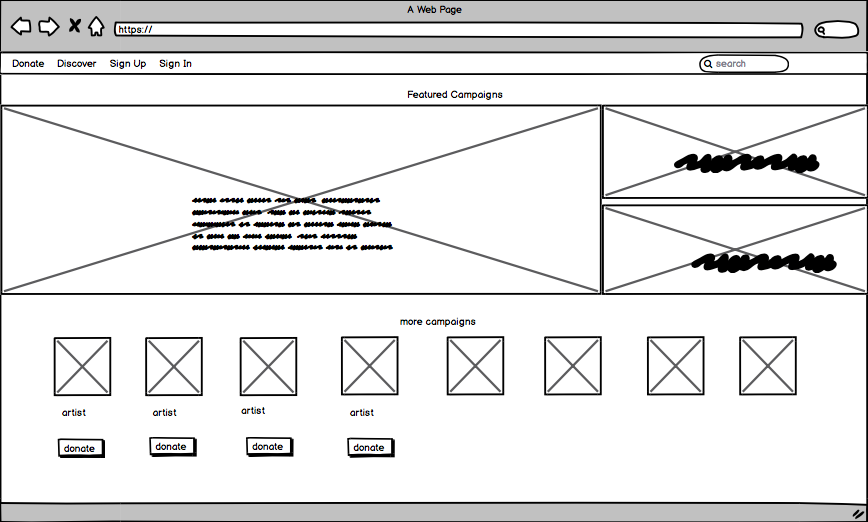 A Web Page
https://
Donate Discover Sign Up Sign In search
Featured Campaigns
more campaigns
artist artist artist artist
donate donate donate donate